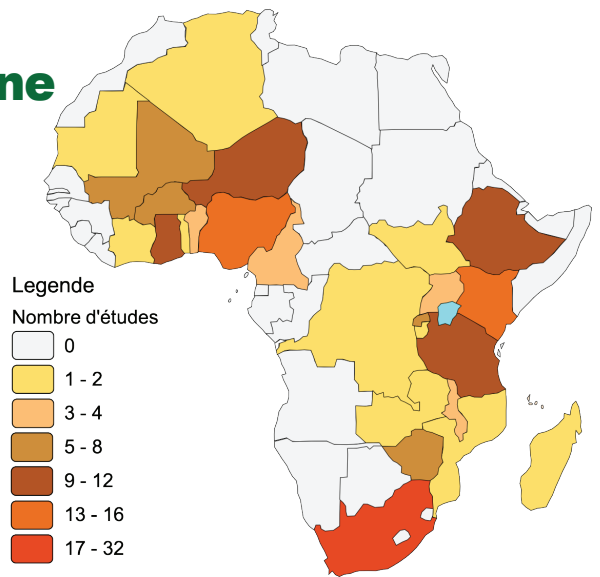 ne
Legende
Nombre d'études
0
1 - 2
3 - 4
5 - 8
9 - 12
13 - 16
17 - 32